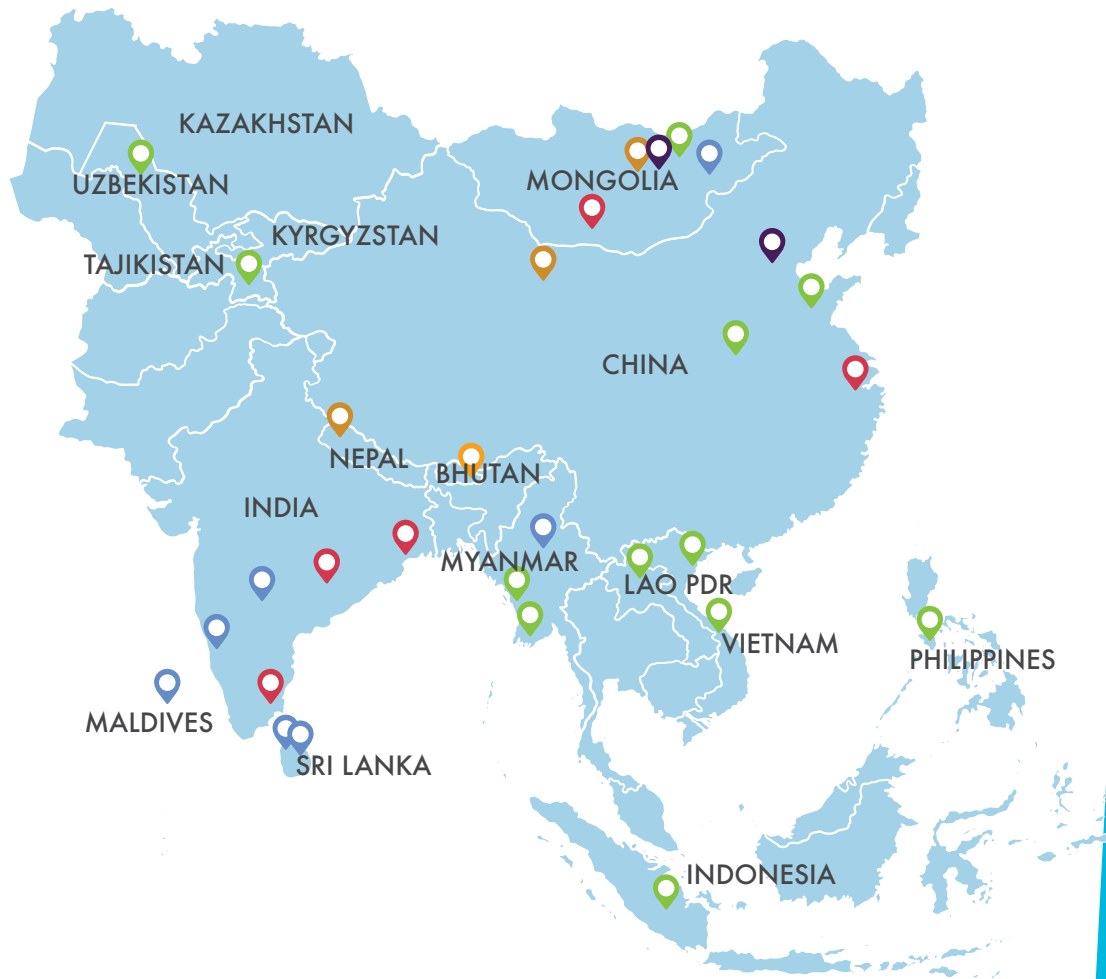 KAZAKHSTAN
UZBEKISTAN
MONGOLIA
KYRGYZSTAN
TAJIKISTAN
CHINA
NEPAL
BHUTAN
INDIA
MYANMAR
LAO PDR
VIETNAM
PHILIPPINES
MALDIVES
SRI LANKA
INDONESIA